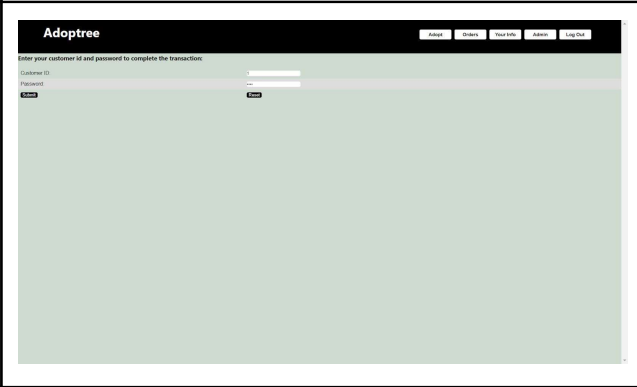 Adoptree
Adopt Orders Your Info Admin Log Out
Enter your customer id and password to complete the transaction:
Customer ID:
Password:
Submit Reset